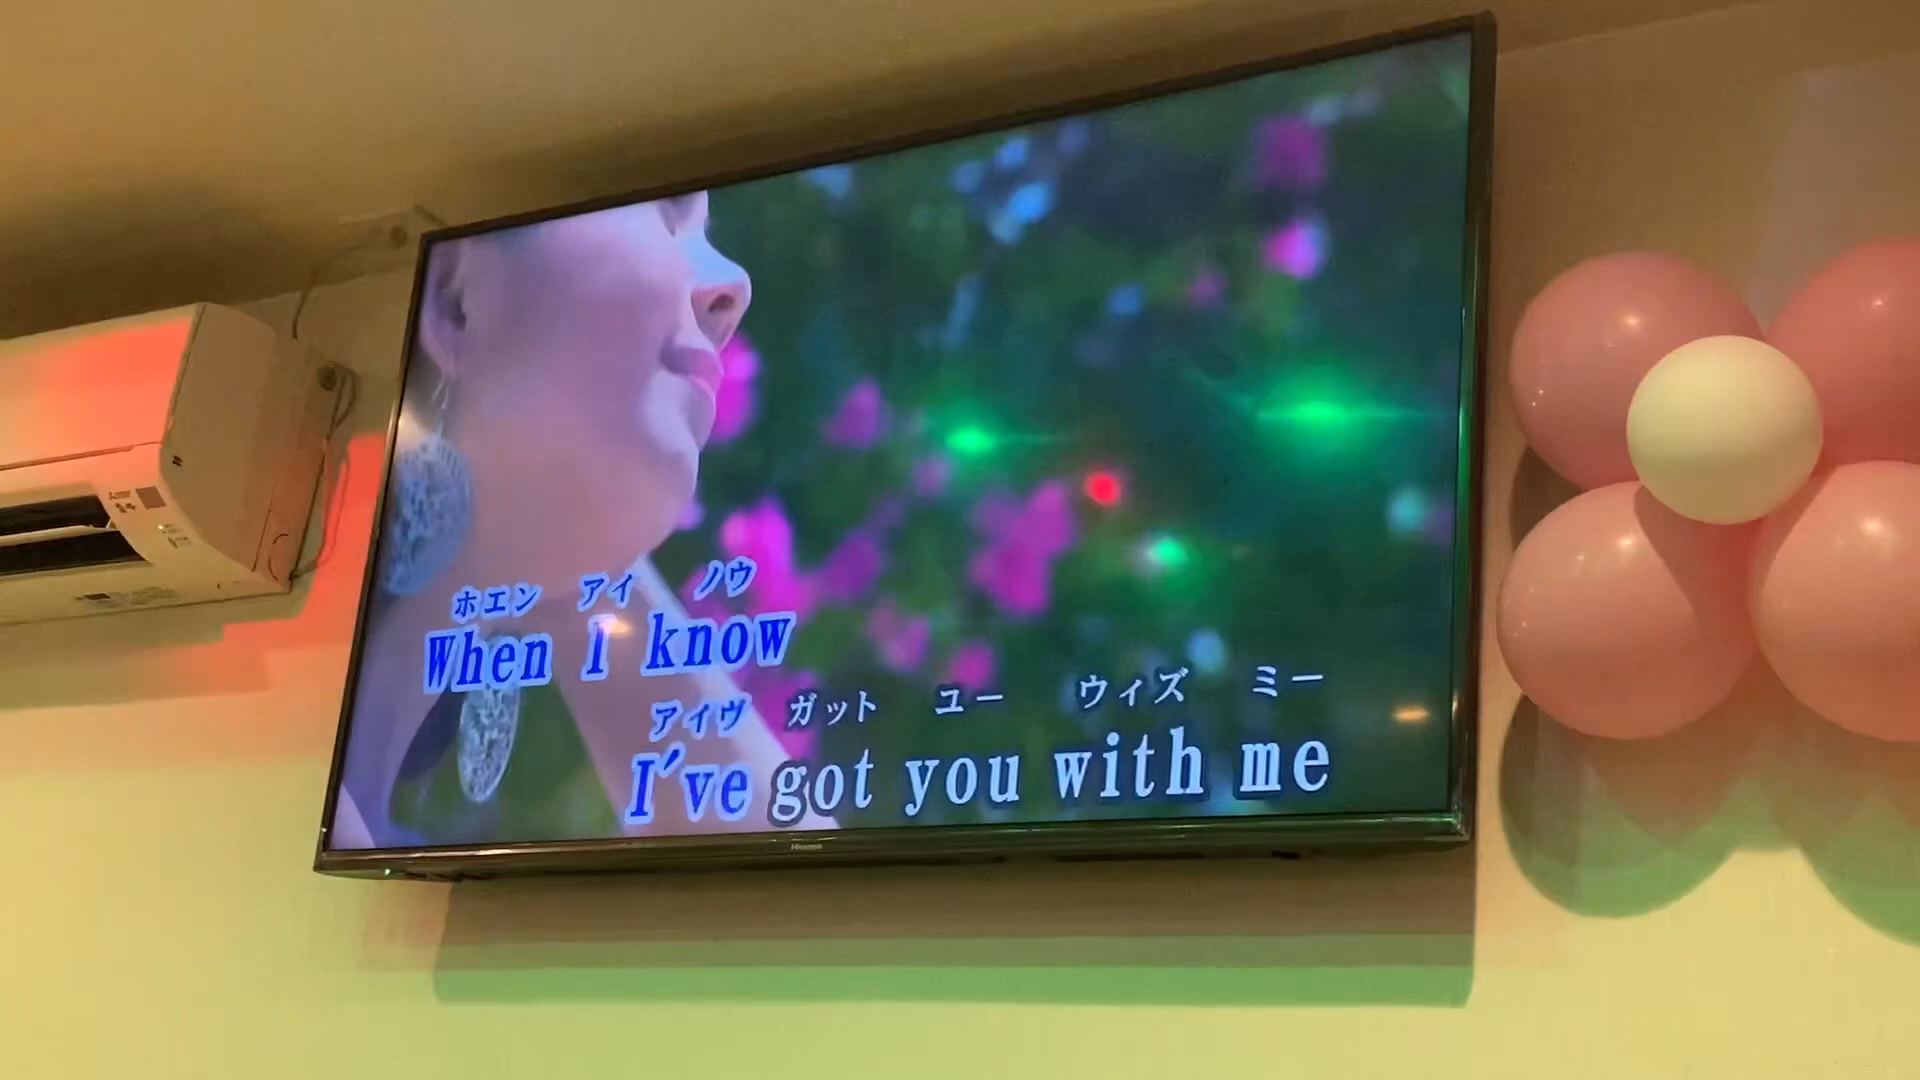 ホエン アイ ノウ
When I know
アイヴ ガット ユー ウィズ ミー
I've got you with me
Hisense